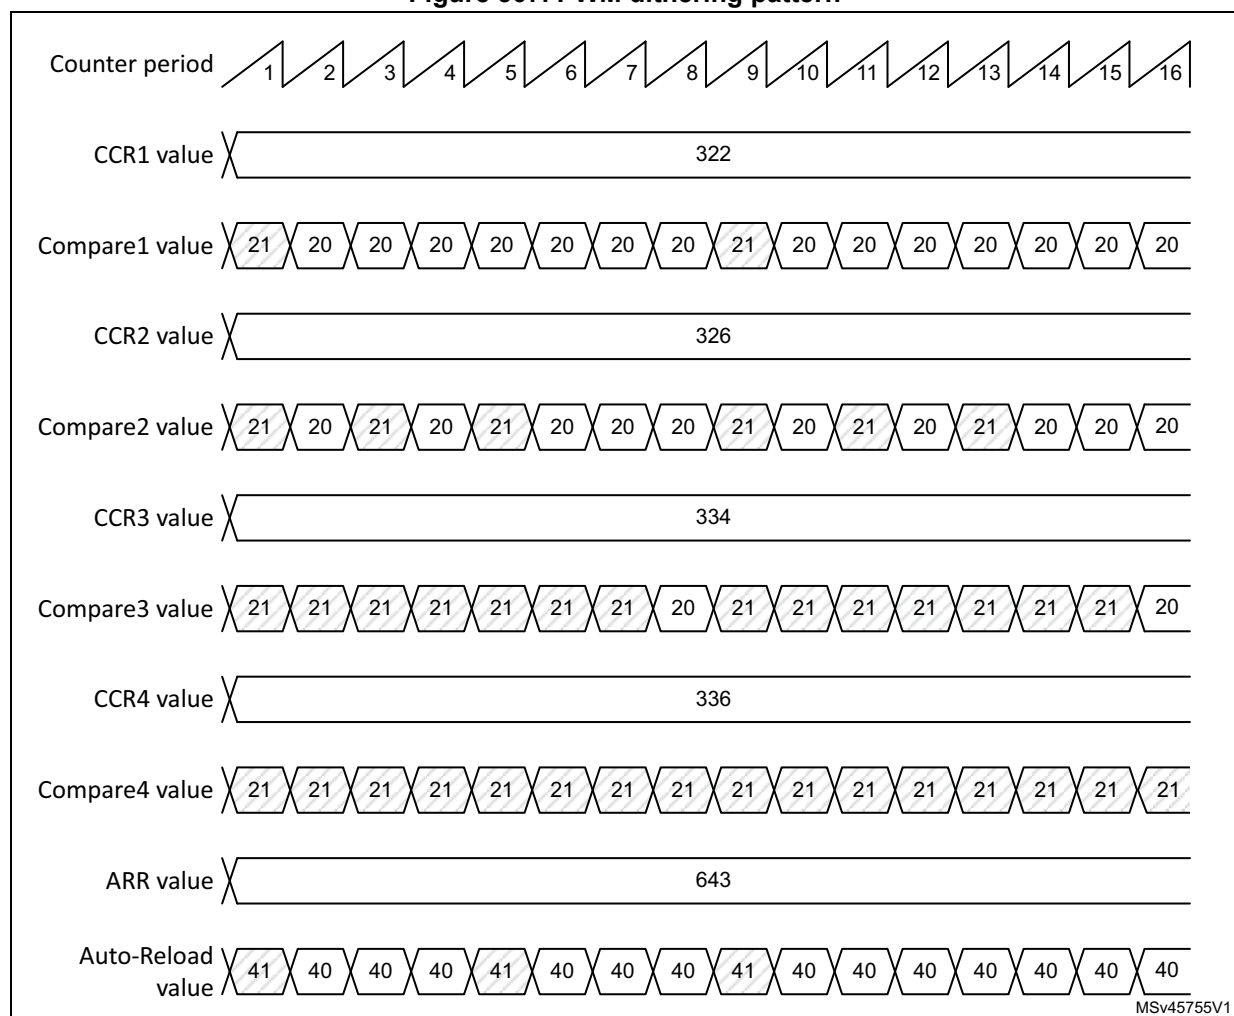 Figure 307. PWM dithering pattern
Counter period 1 2 3 4 5 6 7 8 9 10 11 12 13 14 15 16
CCR1 value 322
Compare1 value 21 20 20 20 20 20 20 20 21 20 20 20 20 20 20 20
CCR2 value 326
Compare2 value 21 20 21 20 21 20 20 20 21 20 21 20 21 20 20 20
CCR3 value 334
Compare3 value 21 21 21 21 21 21 21 20 21 21 21 21 21 21 21 20
CCR4 value 336
Compare4 value 21 21 21 21 21 21 21 21 21 21 21 21 21 21 21 21
ARR value 643
Auto-Reload
value 41 40 40 40 41 40 40 40 41 40 40 40 40 40 40 40
MSv45755V1